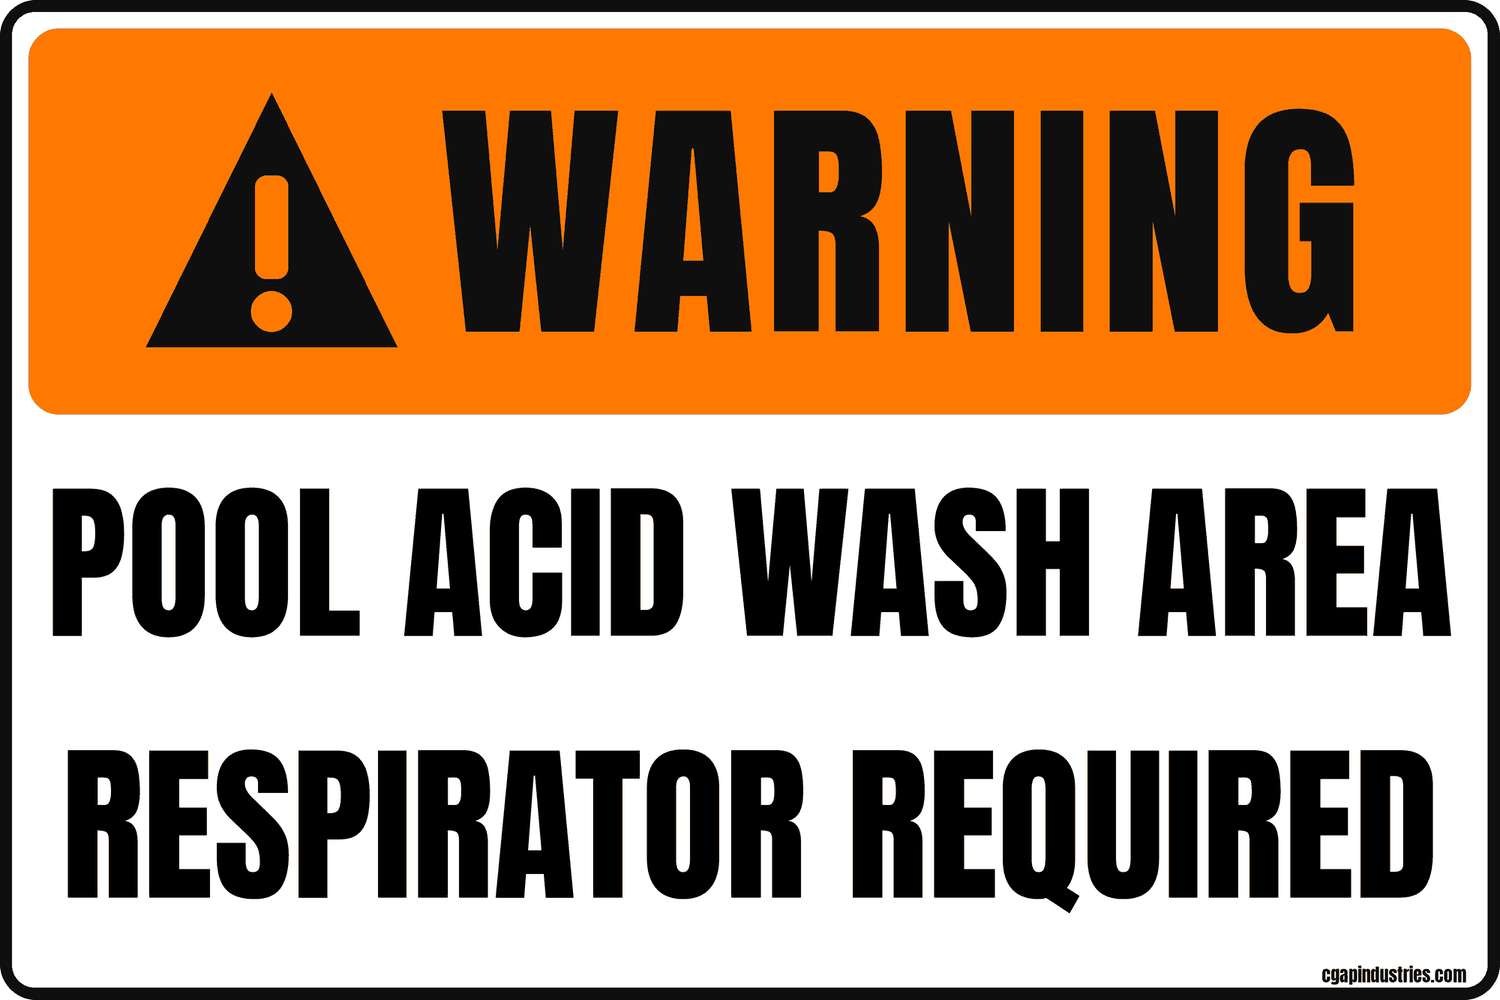 WARNING
POOL ACID WASH AREA
RESPIRATOR REQUIRED
cgapindustries.com